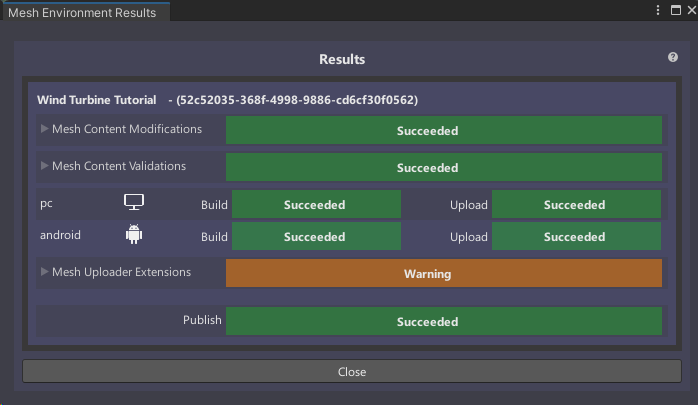 Mesh Environment Results
Results
Wind Turbine Tutorial - (52c52035-368f-4998-9886-cd6cf30f0562)
Mesh Content Modifications Succeeded
Mesh Content Validations Succeeded
pc Build Succeeded Upload Succeeded
android Build Succeeded Upload Succeeded
Mesh Uploader Extensions Warning
Publish Succeeded
Close